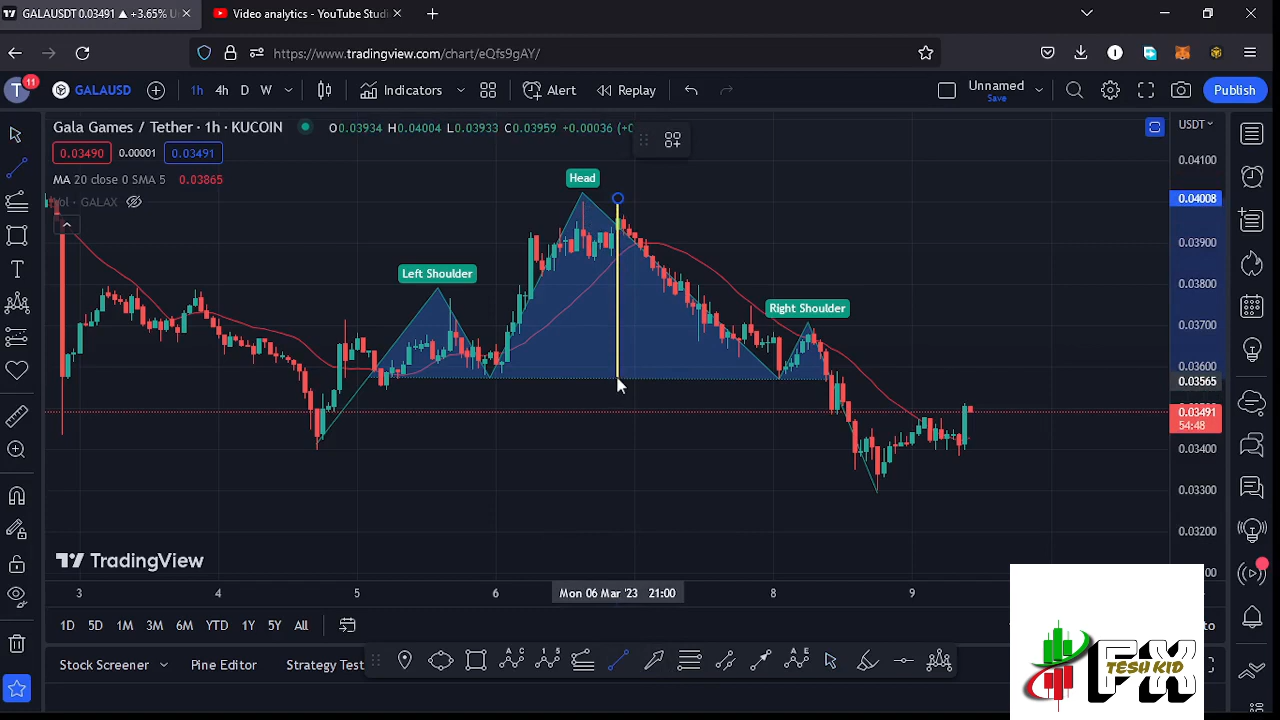 GALAUSDT 0.03491 ▲ +3.65% U
Video analytics - YouTube Studi
https://www.tradingview.com/chart/eQfs9gAY/
T 11 GALAUSD 1h 4h D W Indicators Alert Replay Unnamed Save Publish
Gala Games / Tether · 1h · KUCOIN O0.03934 H0.04004 L0.03933 C0.03959 +0.00036 (+0
USDT
0.03490 0.00001 0.03491
MA 20 close 0 SMA 5 0.03865
Vol · GALAX
Head
Left Shoulder
Right Shoulder
0.04100
0.04008
0.03900
0.03800
0.03700
0.03600
0.03565
0.03491
54:48
0.03400
0.03300
0.03200
TradingView
3 4 5 6 Mon 06 Mar '23 21:00 8 9
1D 5D 1M 3M 6M YTD 1Y 5Y All
Stock Screener Pine Editor Strategy Test
FX
TESH KID